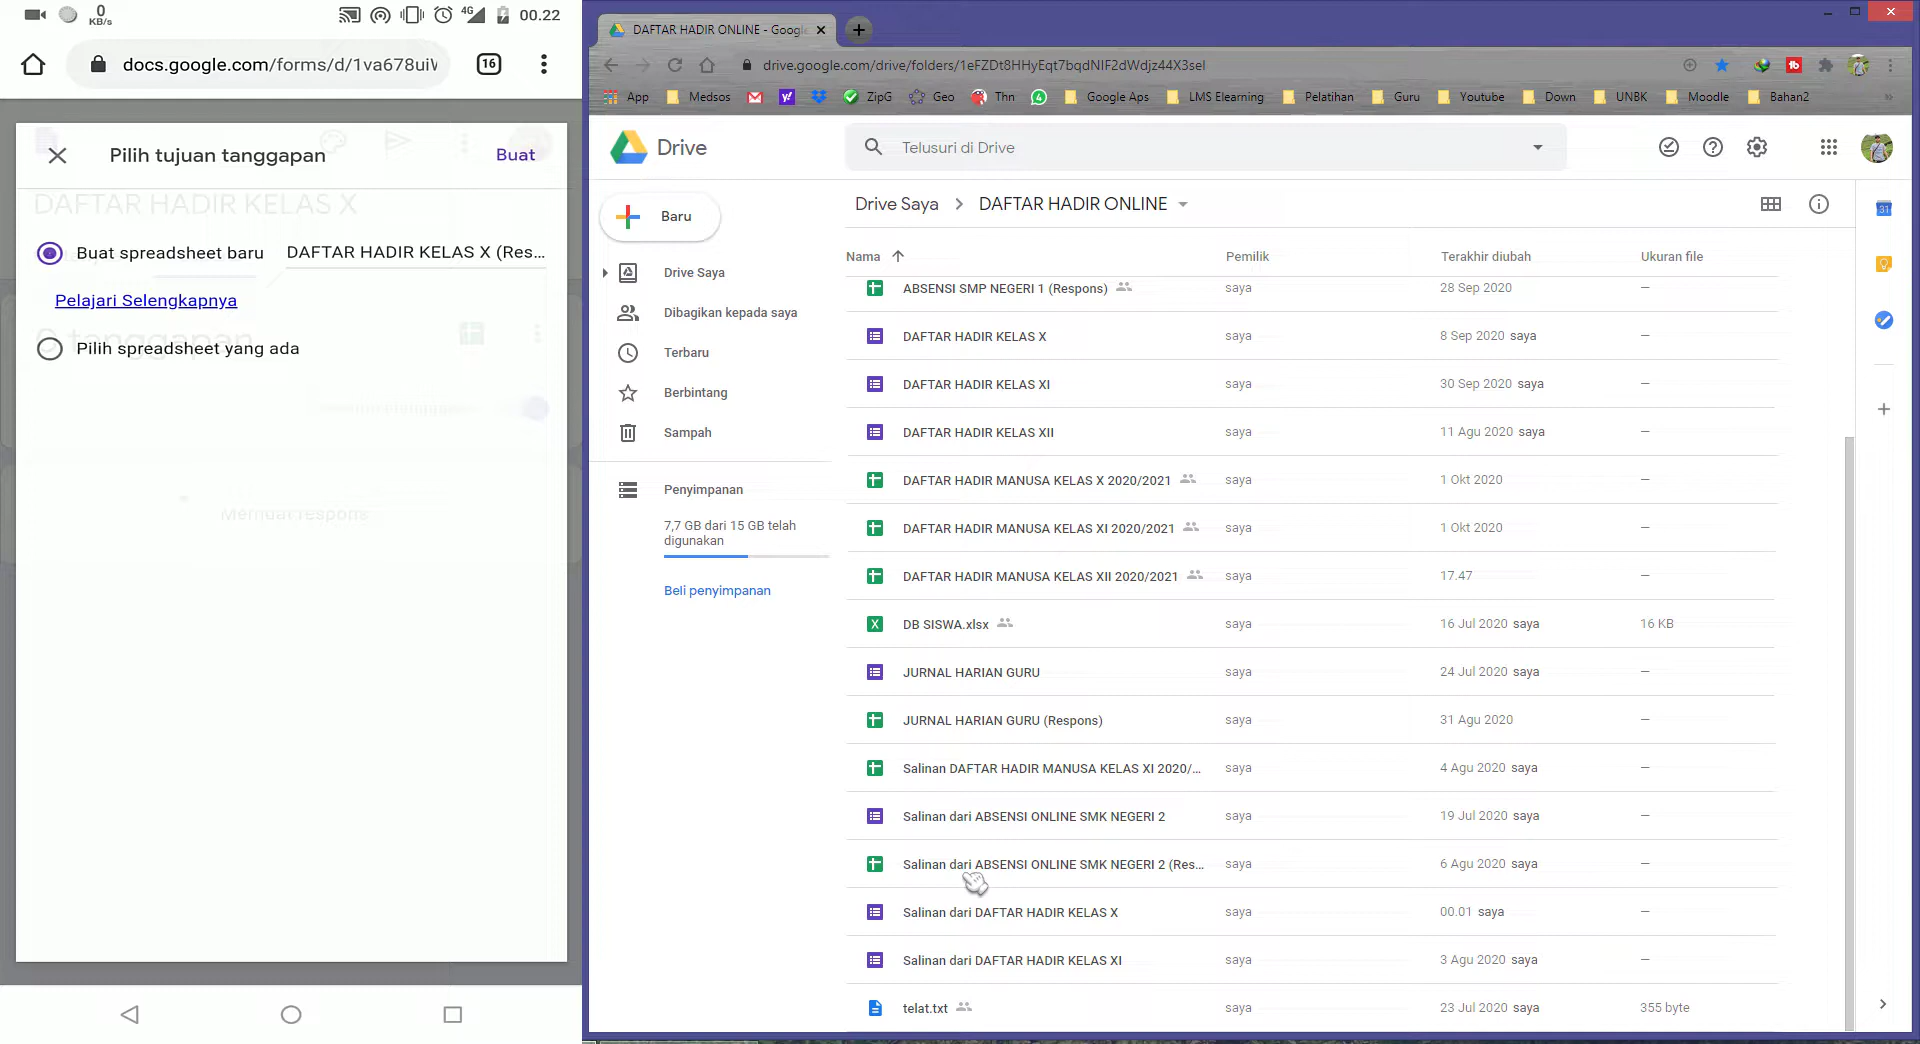 0
KB/s
4G
00.22
docs.google.com/forms/d/1va678uiV
16
Pilih tujuan tanggapan
Buat
DAFTAR HADIR KELAS X
Buat spreadsheet baru
DAFTAR HADIR KELAS X (Res...
Pelajari Selengkapnya
0 tanggapan
Pilih spreadsheet yang ada
Memuat respons
DAFTAR HADIR ONLINE - Googl
drive.google.com/drive/folders/1eFZDt8HHyEqt7bqdNIF2dWdjz44X3sel
App
Medsos
ZipG
Geo
Thn
Google Aps
LMS Elearning
Pelatihan
Guru
Youtube
Down
UNBK
Moodle
Bahan2
Drive
Telusuri di Drive
Baru
Drive Saya
Dibagikan kepada saya
Terbaru
Berbintang
Sampah
Penyimpanan
7,7 GB dari 15 GB telah
digunakan
Beli penyimpanan
Drive Saya
DAFTAR HADIR ONLINE
Nama Pemilik Terakhir diubah Ukuran file
ABSENSI SMP NEGERI 1 (Respons) saya 28 Sep 2020 —
DAFTAR HADIR KELAS X saya 8 Sep 2020 saya —
DAFTAR HADIR KELAS XI saya 30 Sep 2020 saya —
DAFTAR HADIR KELAS XII saya 11 Agu 2020 saya —
DAFTAR HADIR MANUSA KELAS X 2020/2021 saya 1 Okt 2020 —
DAFTAR HADIR MANUSA KELAS XI 2020/2021 saya 1 Okt 2020 —
DAFTAR HADIR MANUSA KELAS XII 2020/2021 saya 17.47 —
DB SISWA.xlsx saya 16 Jul 2020 saya 16 KB
JURNAL HARIAN GURU saya 24 Jul 2020 saya —
JURNAL HARIAN GURU (Respons) saya 31 Agu 2020 —
Salinan DAFTAR HADIR MANUSA KELAS XI 2020/... saya 4 Agu 2020 saya —
Salinan dari ABSENSI ONLINE SMK NEGERI 2 saya 19 Jul 2020 saya —
Salinan dari ABSENSI ONLINE SMK NEGERI 2 (Res... saya 6 Agu 2020 saya —
Salinan dari DAFTAR HADIR KELAS X saya 00.01 saya —
Salinan dari DAFTAR HADIR KELAS XI saya 3 Agu 2020 saya —
telat.txt saya 23 Jul 2020 saya 355 byte
31